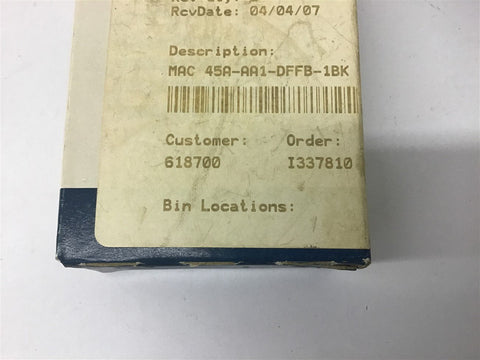 RcvDate: 04/04/07
Description:
MAC 45A-AA1-DFFB-1BK
Customer: Order:
618700 I337810
Bin Locations: